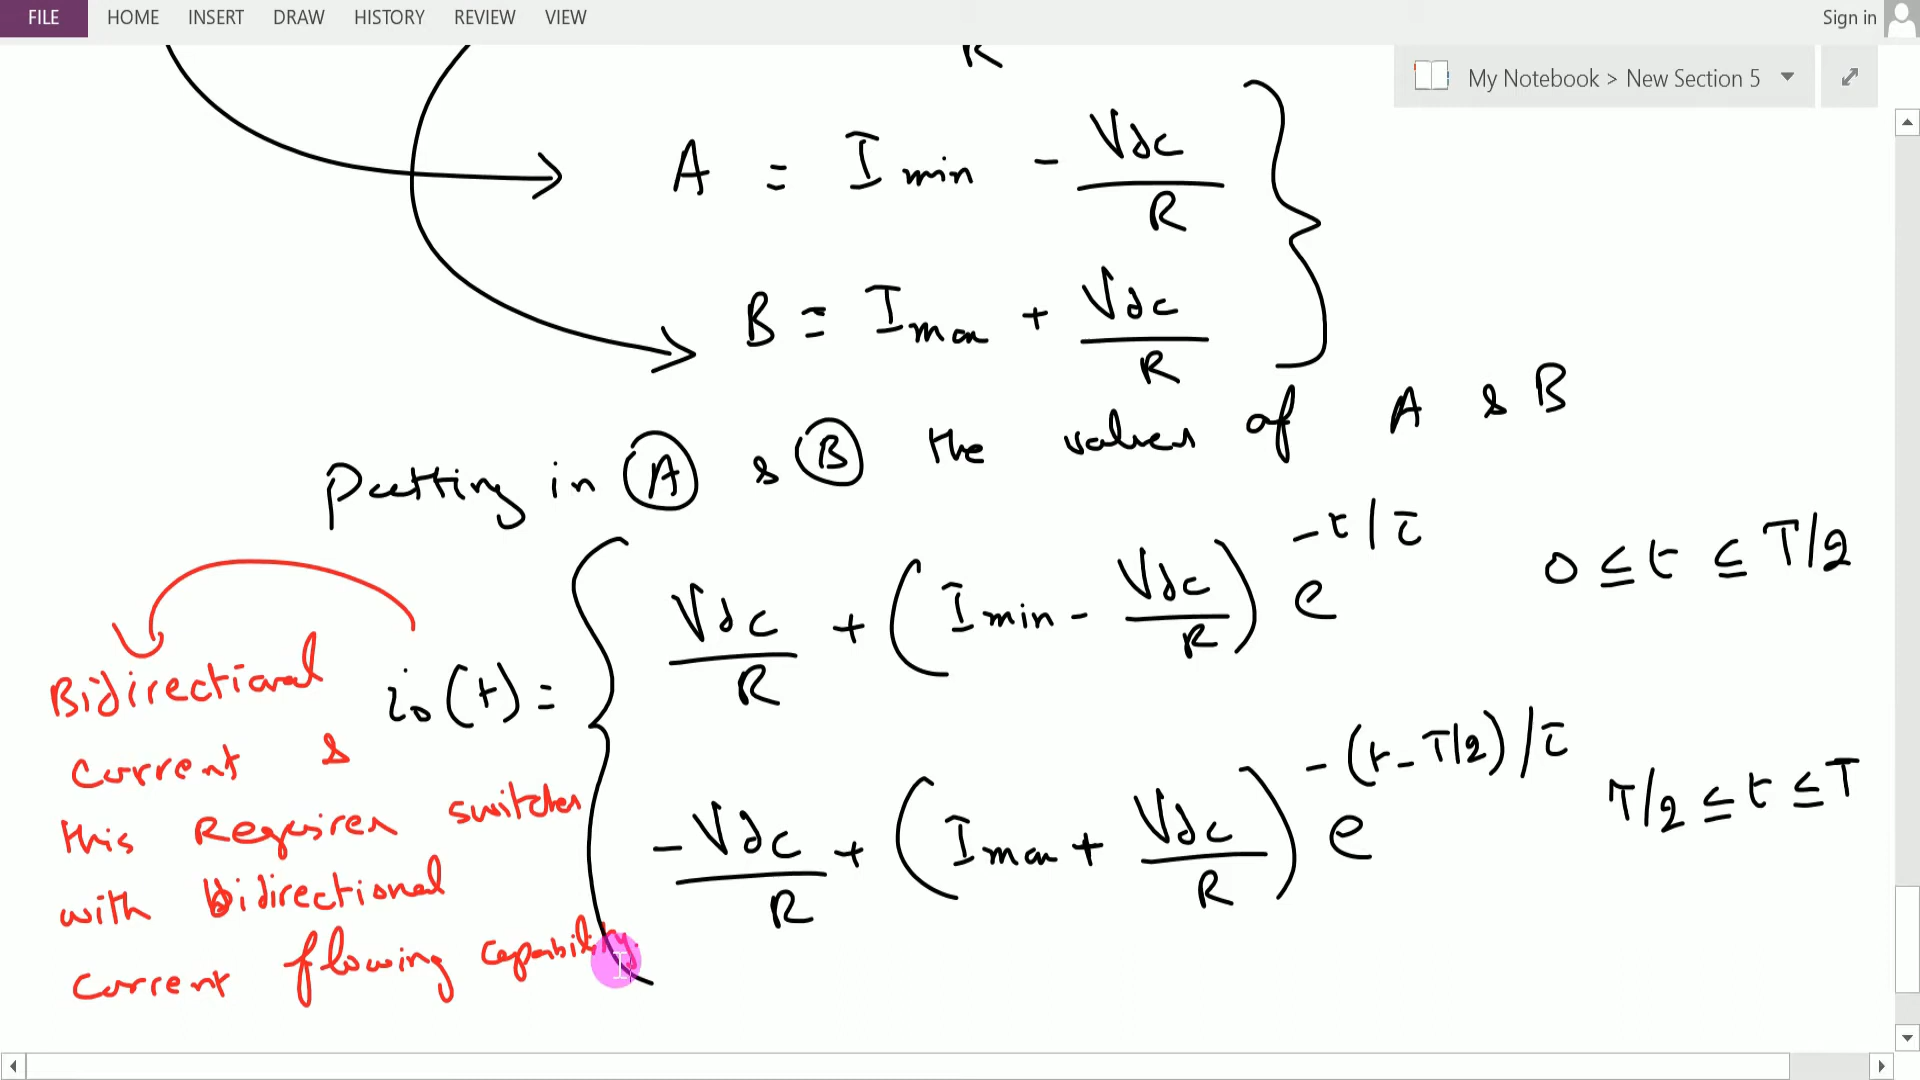 FILE HOME INSERT DRAW HISTORY REVIEW VIEW Sign in
My Notebook > New Section 5
R
A = I min - Vdc/R
B = I max + Vdc/R
Putting in A & B the values of A & B
i₀(t) = { Vdc/R + (I min - Vdc/R) e^(-t/τ) 0 ≤ t ≤ T/2
-Vdc/R + (I max + Vdc/R) e^(-(t-T/2)/τ) T/2 ≤ t ≤ T
Bidirectional
current &
this Requires switches
with bidirectional
current flowing capability.